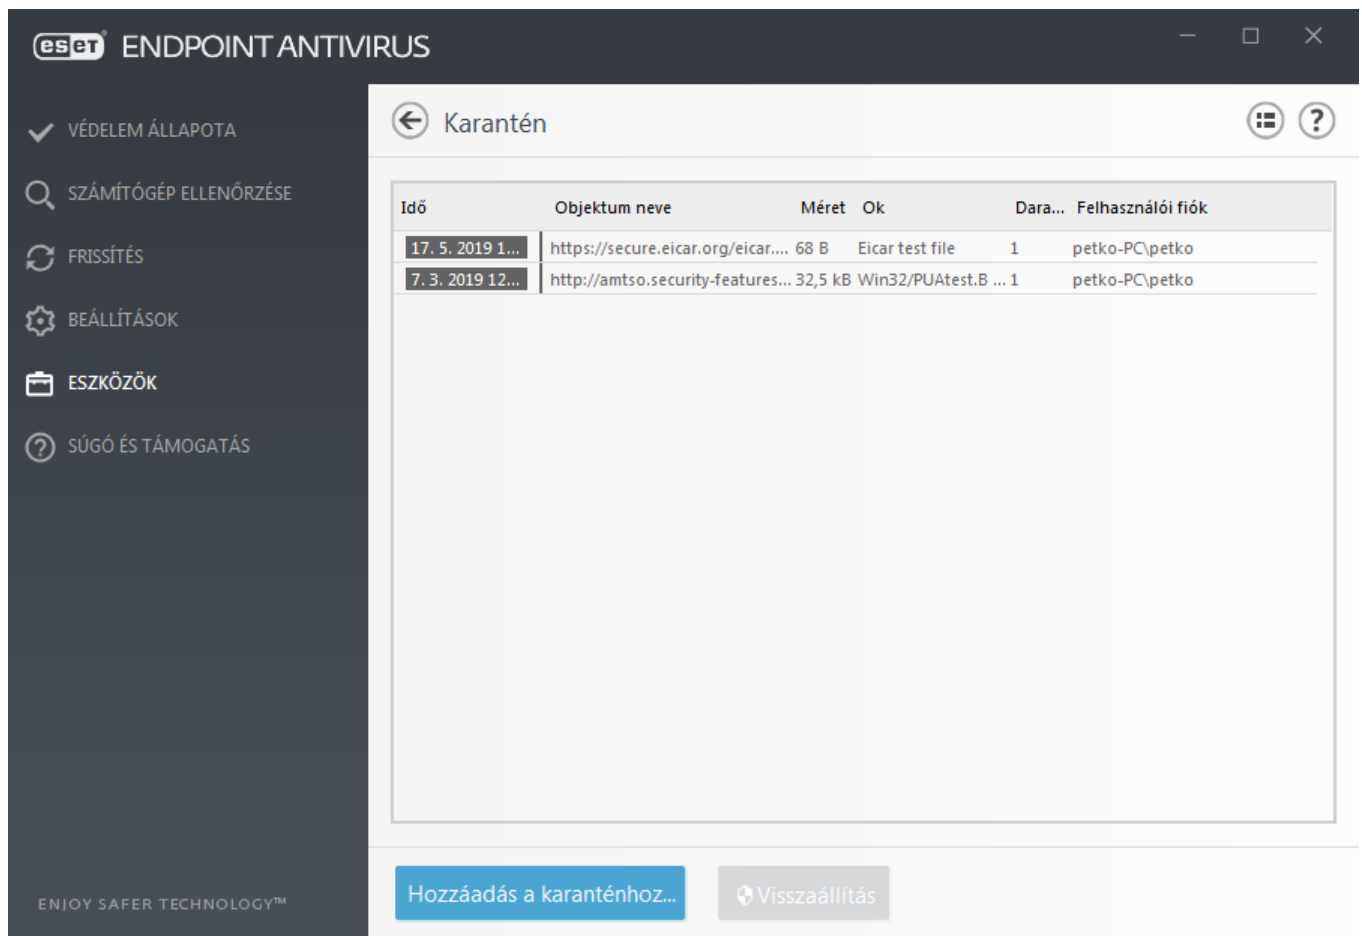 eset ENDPOINT ANTIVIRUS
VÉDELEM ÁLLAPOTA
SZÁMÍTÓGÉP ELLENŐRZÉSE
FRISSÍTÉS
BEÁLLÍTÁSOK
ESZKÖZÖK
SÚGÓ ÉS TÁMOGATÁS
ENJOY SAFER TECHNOLOGY™
Karantén
Idő Objektum neve Méret Ok Dara... Felhasználói fiók
17. 5. 2019 1... https://secure.eicar.org/eicar.... 68 B Eicar test file 1 petko-PC\petko
7. 3. 2019 12... http://amtso.security-features... 32,5 kB Win32/PUAtest.B ... 1 petko-PC\petko
Hozzáadás a karanténhoz... Visszaállítás